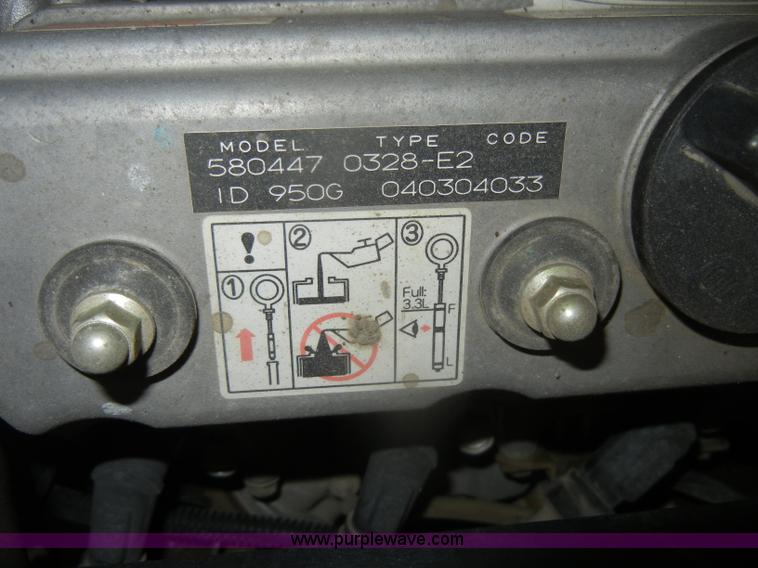 MODEL TYPE CODE
580447 0328-E2
ID 950G 040304033
!
① ② ③
Full:
3.3L
F
L
www.purplewave.com